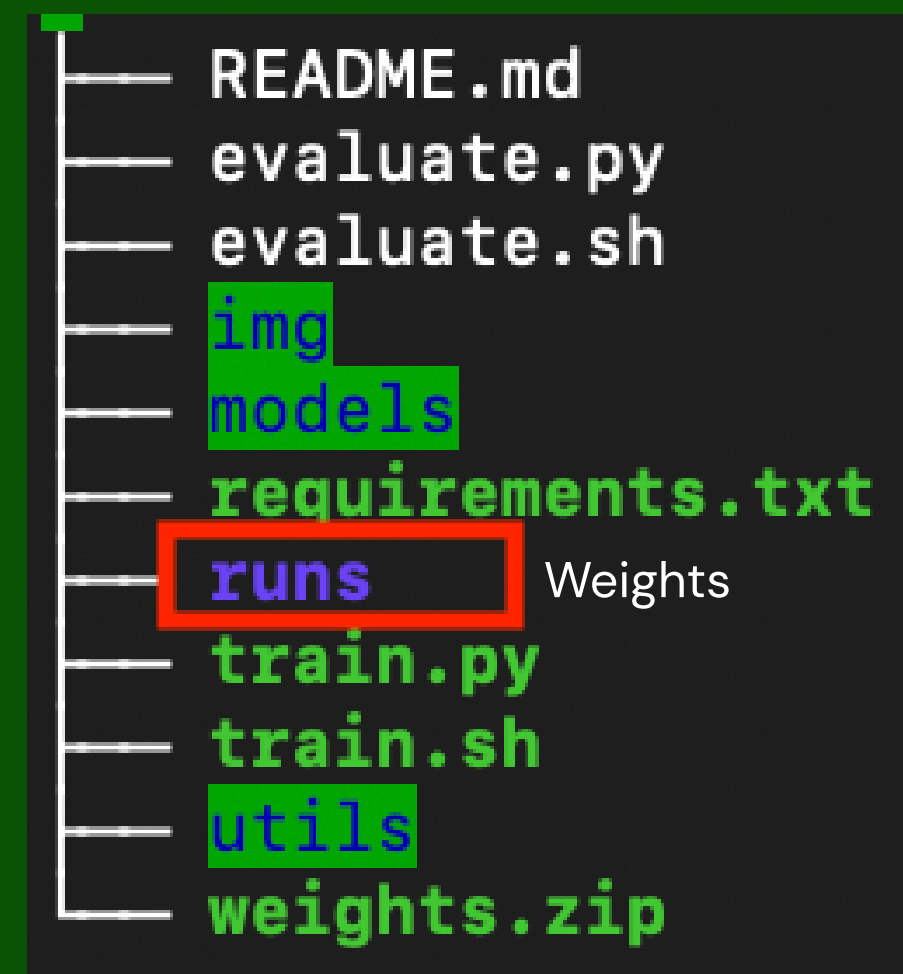 README.md
evaluate.py
evaluate.sh
img
models
requirements.txt
runs Weights
train.py
train.sh
utils
weights.zip